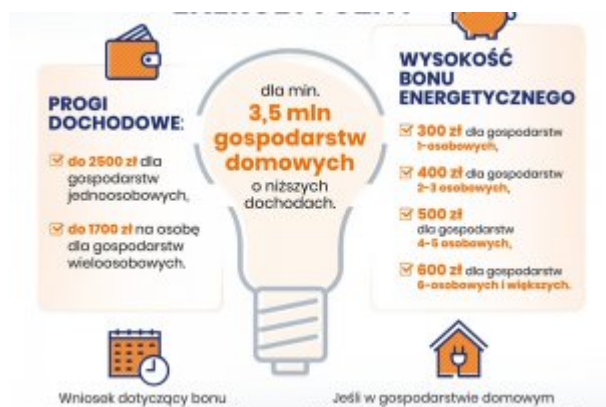 PROGI
DOCHODOWE:
do 2500 zł dla
gospodarstw
jednoosobowych,
do 1700 zł na osobę
dla gospodarstw
wieloosobowych.
dla min.
3,5 mln
gospodarstw
domowych
o niższych
dochodach.
WYSOKOŚĆ
BONU
ENERGETYCZNEGO
300 zł dla gospodarstw
1-osobowych,
400 zł dla gospodarstw
2-3 osobowych,
500 zł
dla gospodarstw
4-5 osobowych,
600 zł dla gospodarstw
6-osobowych i większych.
Wniosek dotyczący bonu
Jeśli w gospodarstwie domowym